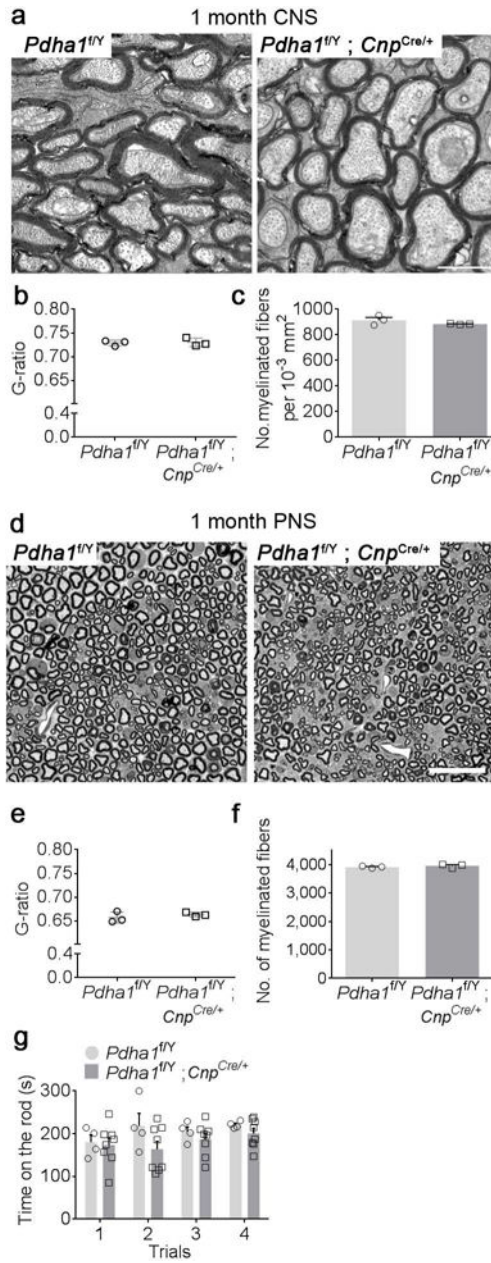 a
1 month CNS
Pdha1f/Y
Pdha1f/Y ; CnpCre/+
b
0.80
0.75
0.70
0.65
0.4
0.0
G-ratio
Pdha1f/Y
Pdha1f/Y ;
CnpCre/+
c
1000
800
600
400
200
0
No. myelinated fibers
per 10-3 mm2
Pdha1f/Y
Pdha1f/Y ;
CnpCre/+
d
1 month PNS
Pdha1f/Y
Pdha1f/Y ; CnpCre/+
e
0.80
0.75
0.70
0.65
0.4
0.0
G-ratio
Pdha1f/Y
Pdha1f/Y ;
CnpCre/+
f
5,000
4,000
3,000
2,000
1,000
0
No. of myelinated fibers
Pdha1f/Y
Pdha1f/Y ;
CnpCre/+
g
Pdha1f/Y
Pdha1f/Y ; CnpCre/+
300
200
100
0
Time on the rod (s)
1 2 3 4
Trials